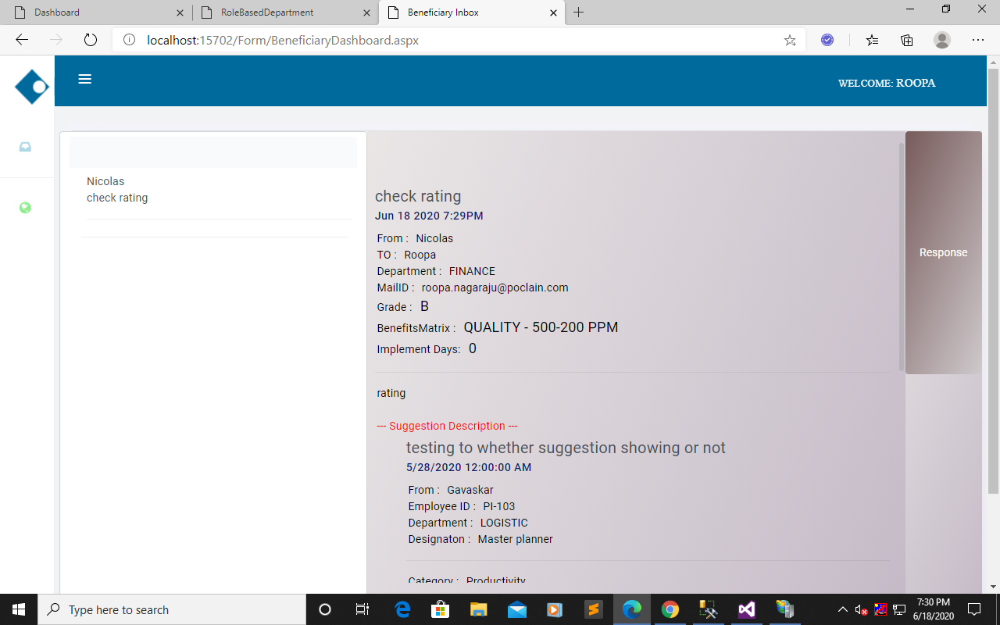 Dashboard
RoleBasedDepartment
Beneficiary Inbox
localhost:15702/Form/BeneficiaryDashboard.aspx
WELCOME: ROOPA
Nicolas
check rating
check rating
Jun 18 2020 7:29PM
From : Nicolas
TO : Roopa
Department : FINANCE
MailID : roopa.nagaraju@poclain.com
Grade : B
BenefitsMatrix : QUALITY - 500-200 PPM
Implement Days: 0
rating
--- Suggestion Description ---
testing to whether suggestion showing or not
5/28/2020 12:00:00 AM
From : Gavaskar
Employee ID : PI-103
Department : LOGISTIC
Designaton : Master planner
Category : Productivity
Response
Type here to search
7:30 PM
6/18/2020